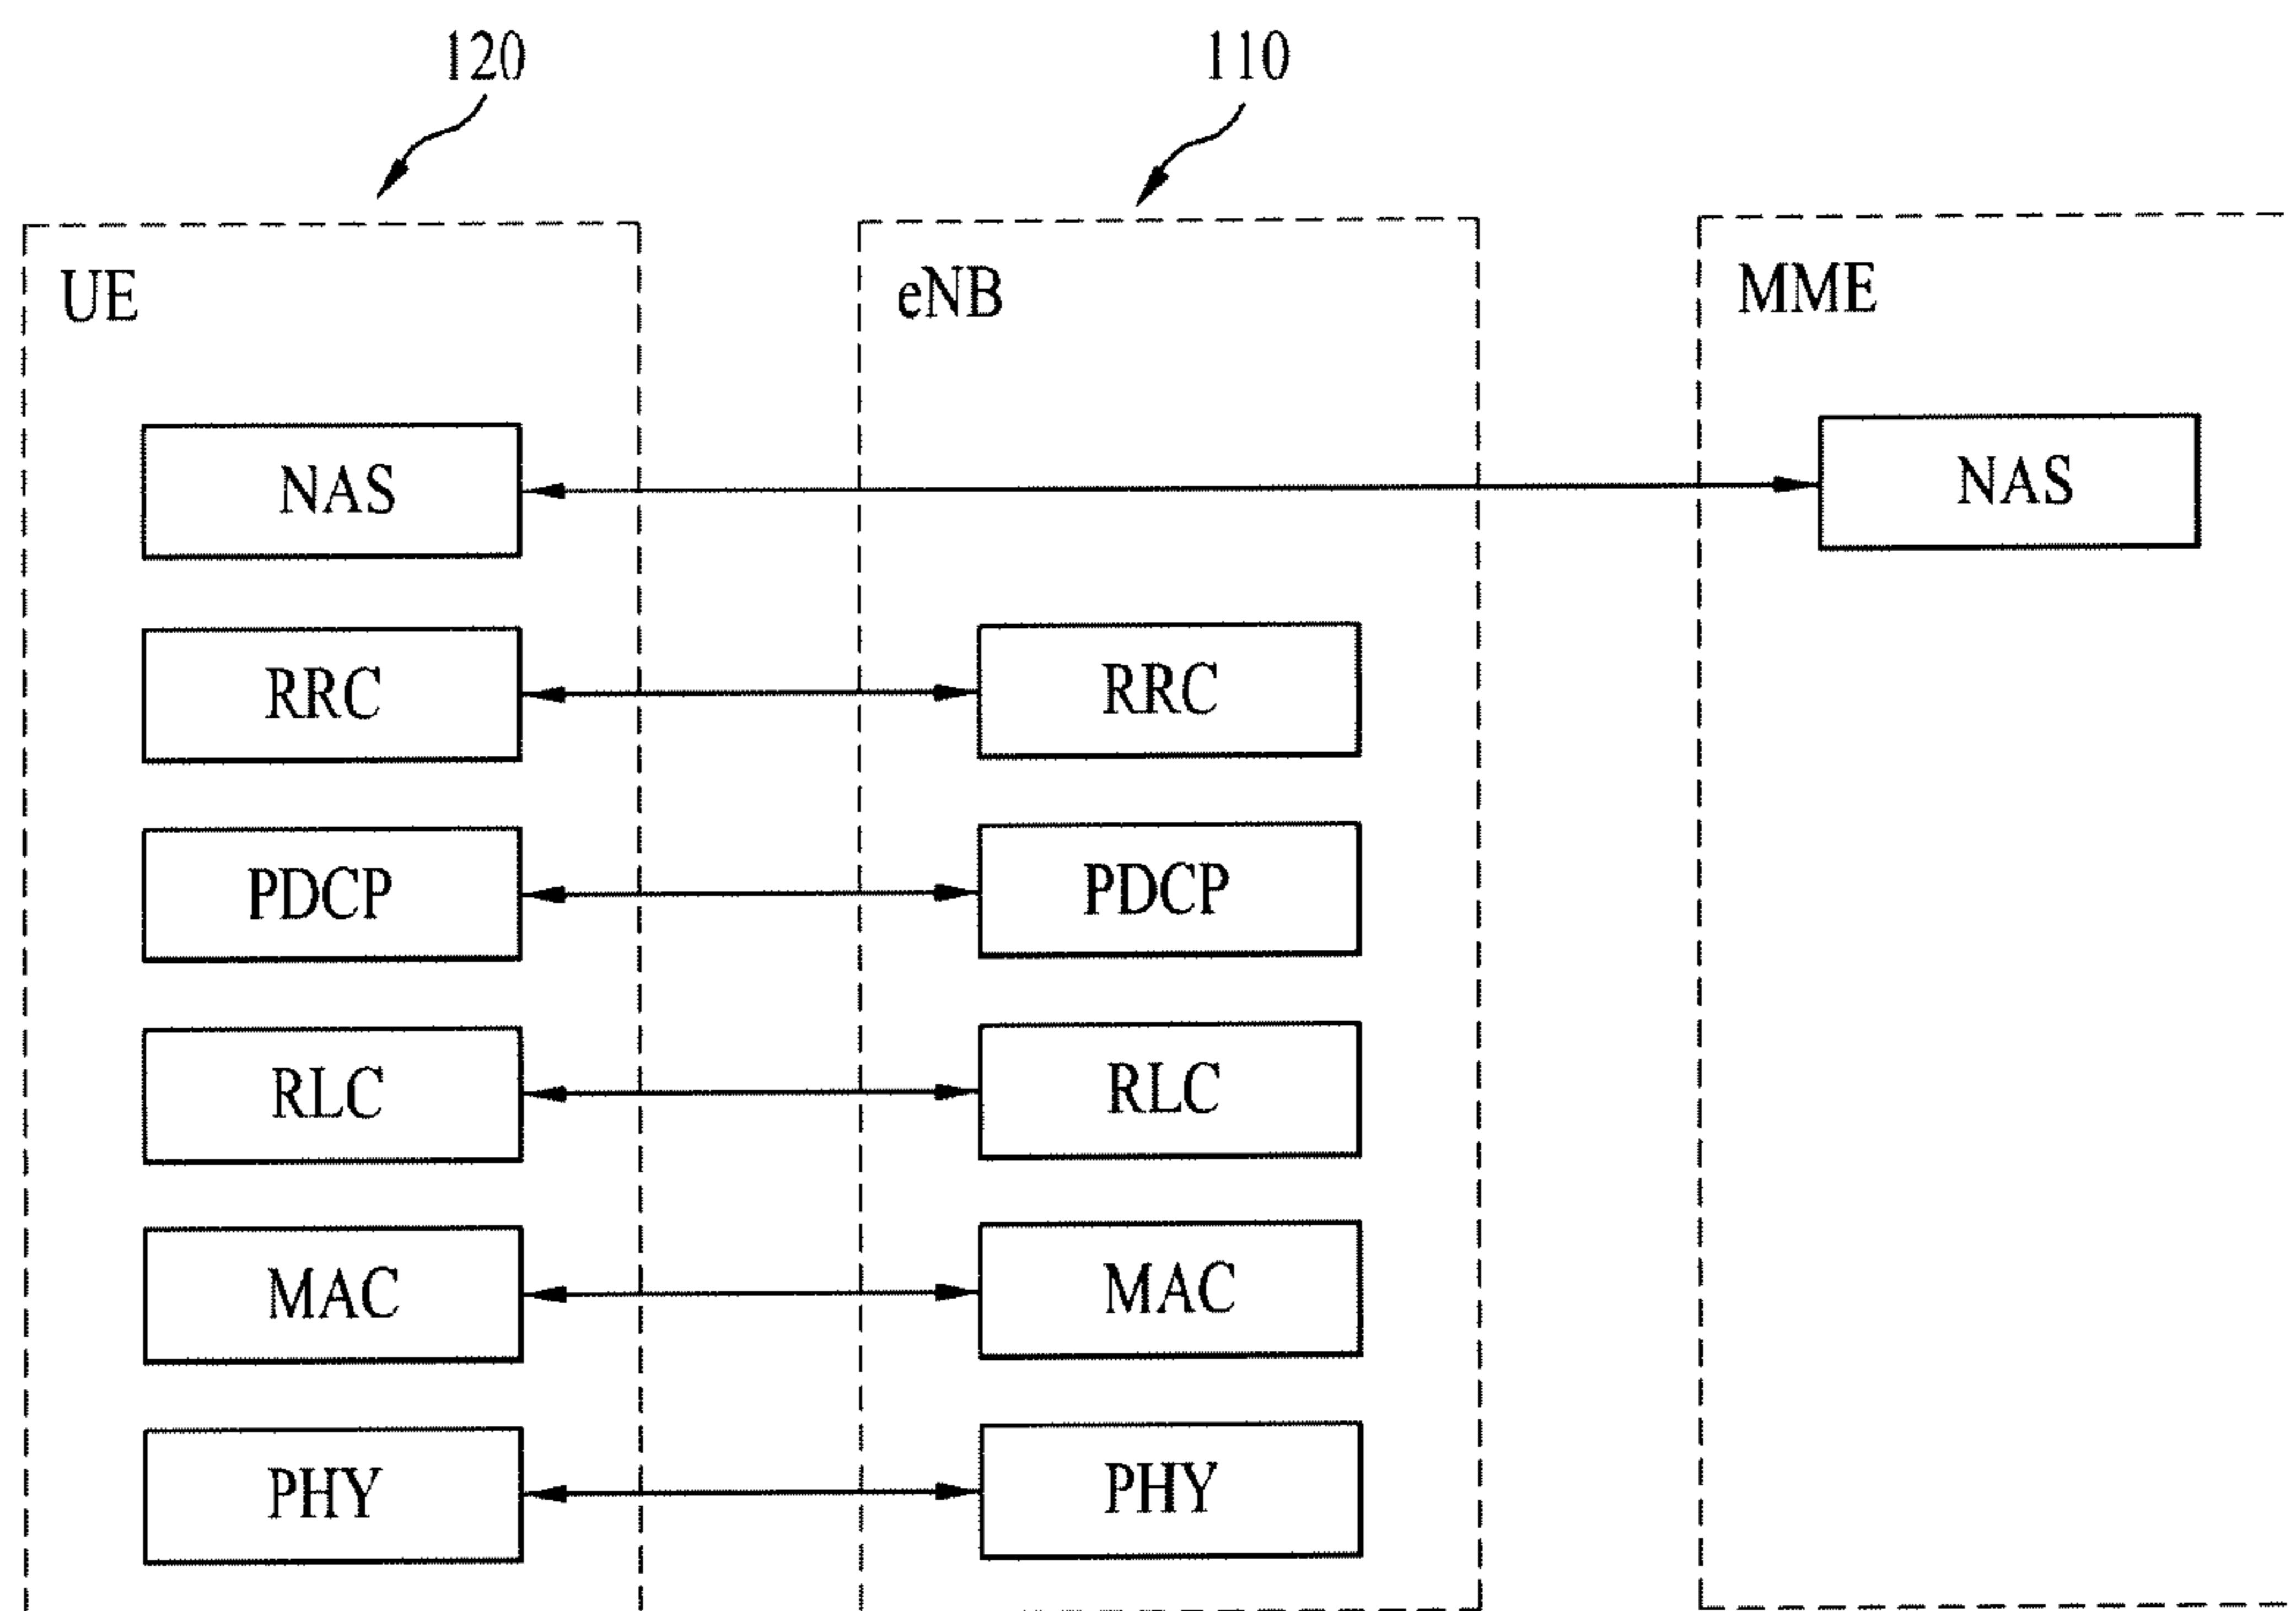 120 110
UE eNB MME
NAS NAS
RRC RRC
PDCP PDCP
RLC RLC
MAC MAC
PHY PHY